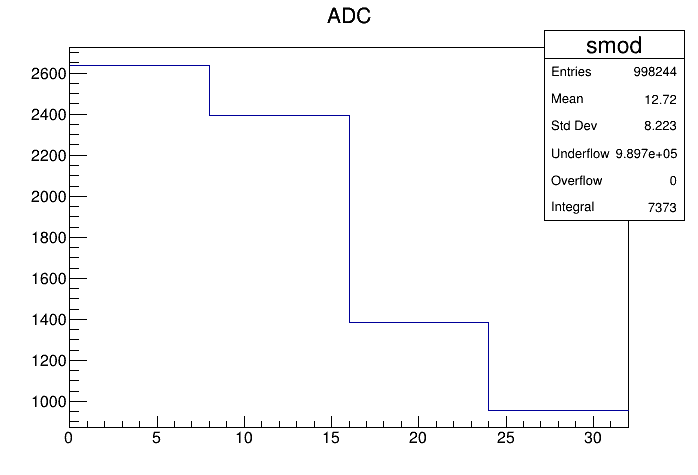 ADC
smod
Entries 998244
Mean 12.72
Std Dev 8.223
Underflow 9.897e+05
Overflow 0
Integral 7373
2600
2400
2200
2000
1800
1600
1400
1200
1000
0 5 10 15 20 25 30